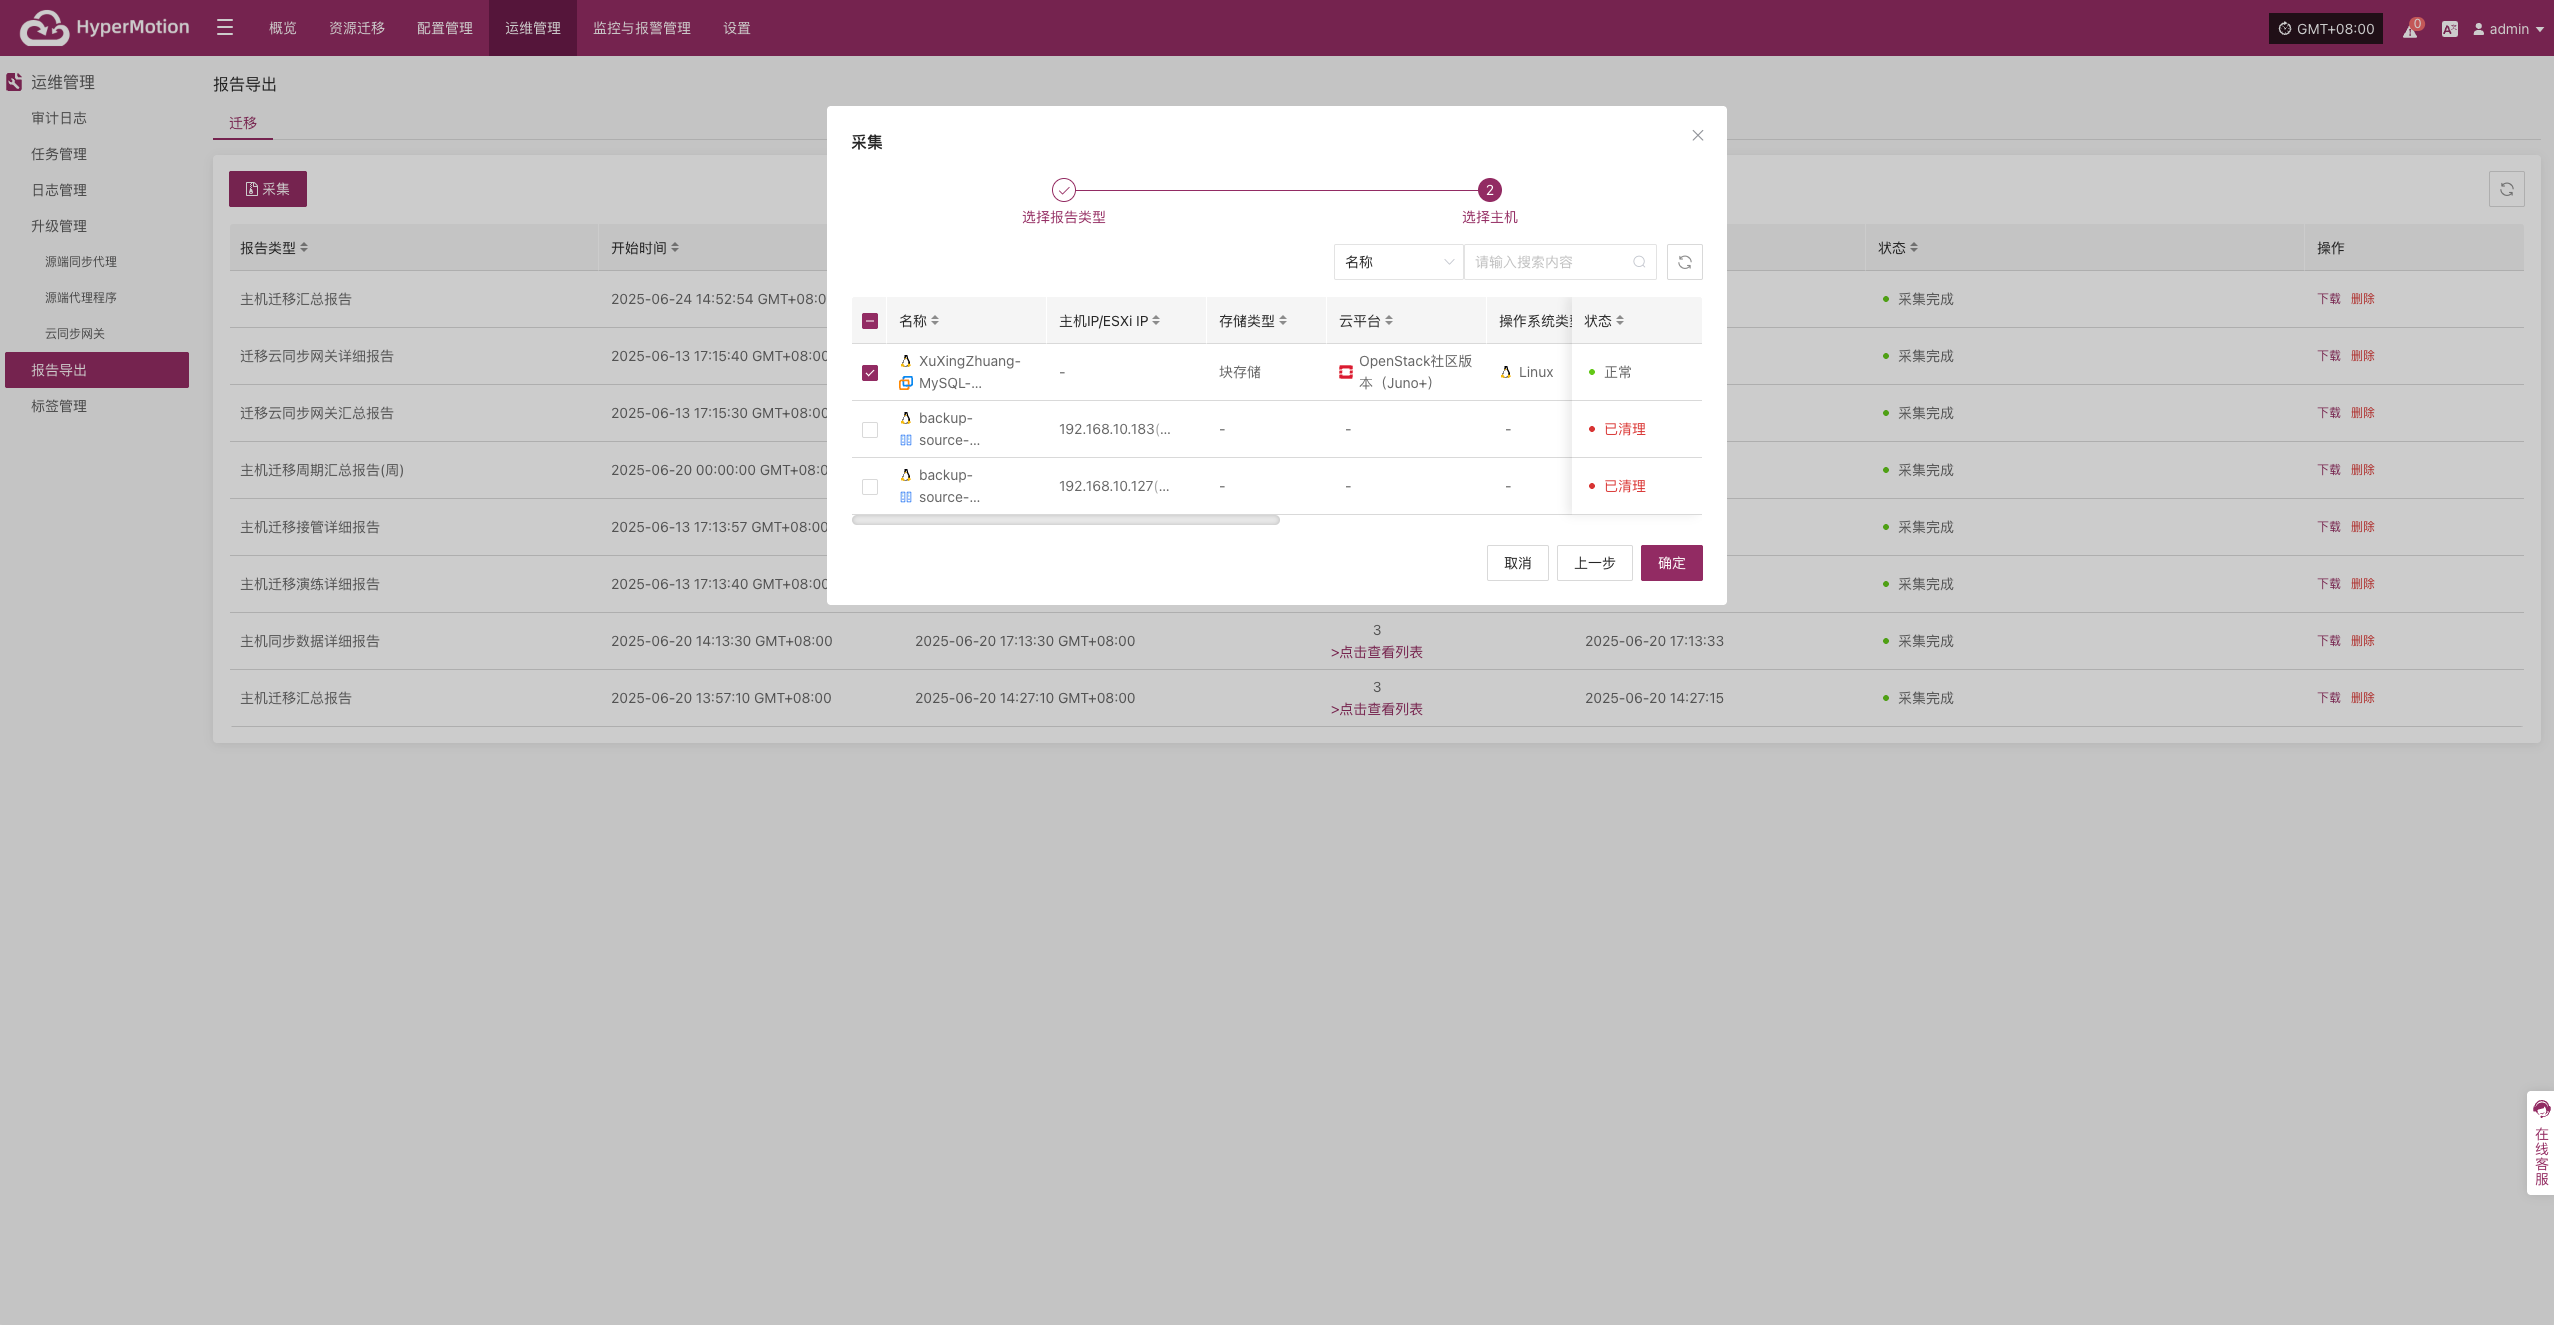 HyperMotion
概览
资源迁移
配置管理
运维管理
监控与报警管理
设置
GMT+08:00
0
admin
运维管理
审计日志
任务管理
日志管理
升级管理
源端同步代理
源端代理程序
云同步网关
报告导出
标签管理
报告导出
迁移
采集
报告类型 开始时间 状态 操作
主机迁移汇总报告 2025-06-24 14:52:54 GMT+08:0 采集完成 下载 删除
迁移云同步网关详细报告 2025-06-13 17:15:40 GMT+08:00 采集完成 下载 删除
迁移云同步网关汇总报告 2025-06-13 17:15:30 GMT+08:00 采集完成 下载 删除
主机迁移周期汇总报告(周) 2025-06-20 00:00:00 GMT+08:0 采集完成 下载 删除
主机迁移接管详细报告 2025-06-13 17:13:57 GMT+08:00 采集完成 下载 删除
主机迁移演练详细报告 2025-06-13 17:13:40 GMT+08:00 采集完成 下载 删除
主机同步数据详细报告 2025-06-20 14:13:30 GMT+08:00 2025-06-20 17:13:30 GMT+08:00 3 2025-06-20 17:13:33 采集完成 下载 删除
>点击查看列表
主机迁移汇总报告 2025-06-20 13:57:10 GMT+08:00 2025-06-20 14:27:10 GMT+08:00 3 2025-06-20 14:27:15 采集完成 下载 删除
>点击查看列表
采集
选择报告类型
2
选择主机
名称
请输入搜索内容
名称 主机IP/ESXi IP 存储类型 云平台 操作系统类 状态
XuXingZhuang-
MySQL-...
-
块存储
OpenStack社区版
本（Juno+）
Linux
正常
backup-
source-...
192.168.10.183(...
- - -
已清理
backup-
source-...
192.168.10.127(...
- - -
已清理
取消
上一步
确定
在线客服